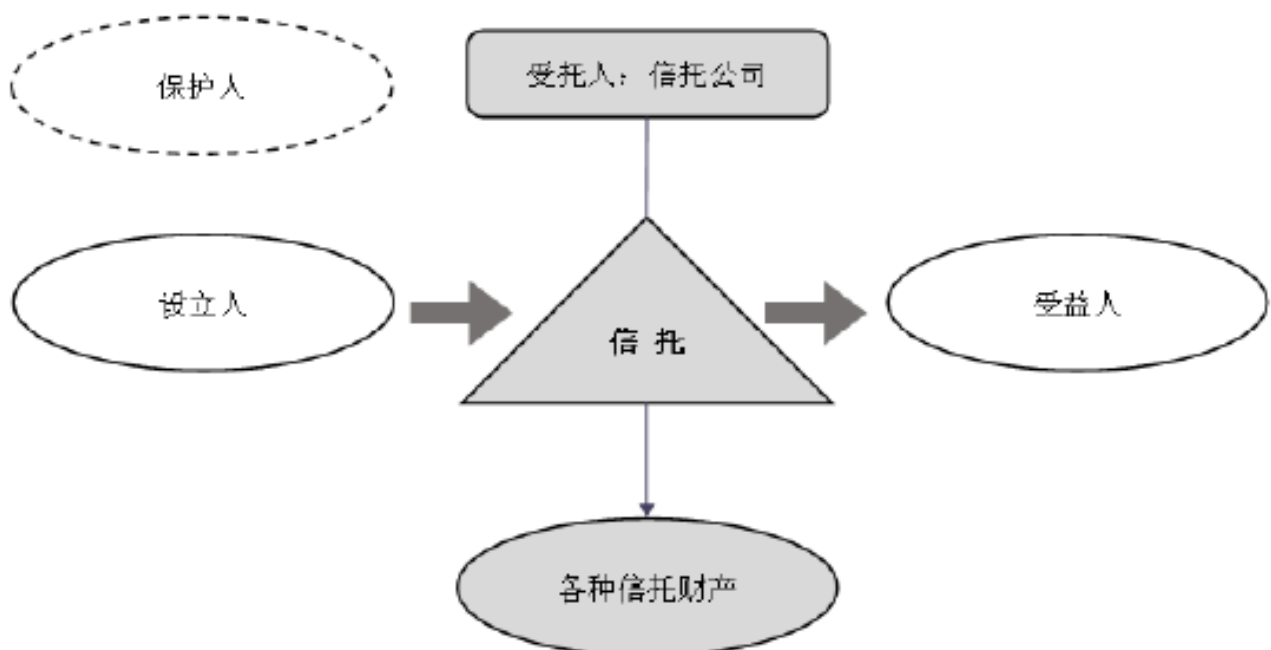 保护人
受托人：信托公司
设立人
信托
受益人
各种信托财产